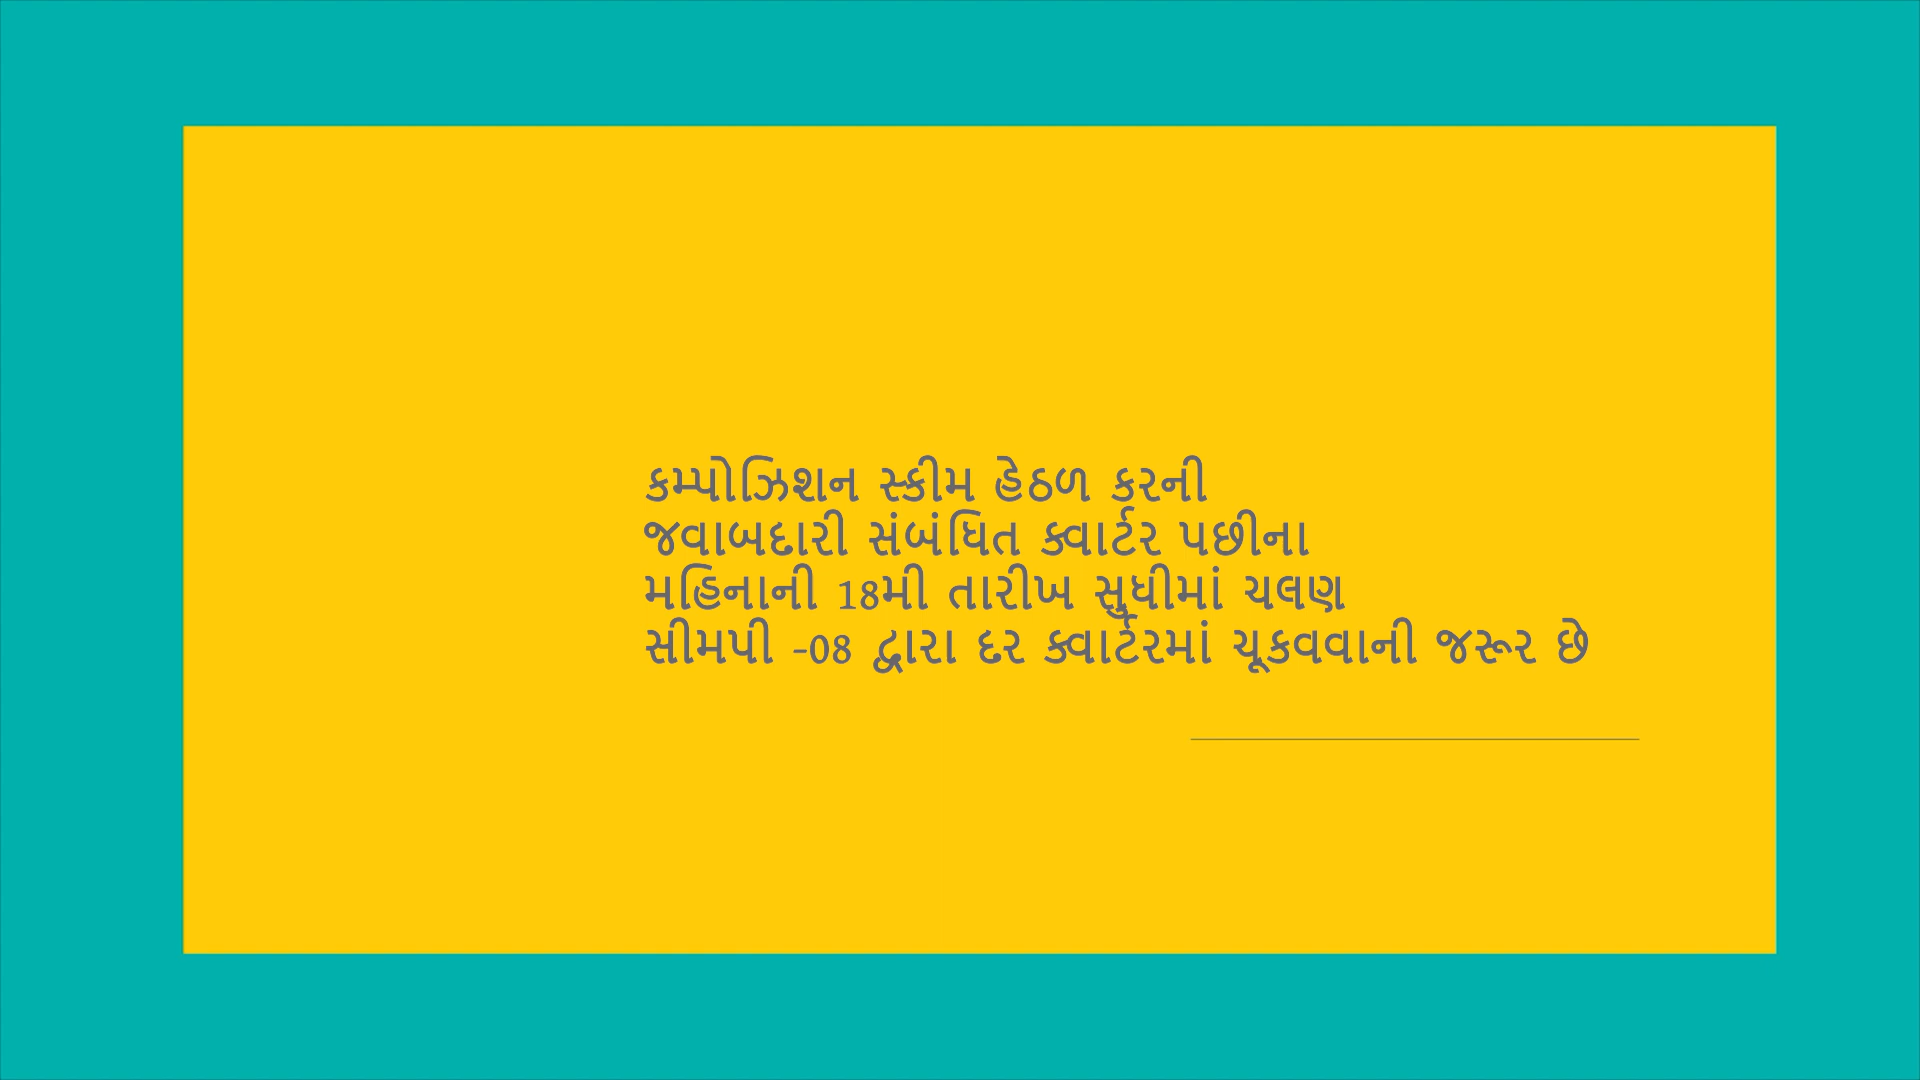 કમ્પોઝિશન સ્કીમ હેઠળ કરની
જવાબદારી સંબંધિત ક્વાર્ટર પછીના
મહિનાની 18મી તારીખ સુધીમાં ચલણ
સીમપી -08 દ્વારા દર ક્વાર્ટરમાં ચૂકવવાની જરૂર છે